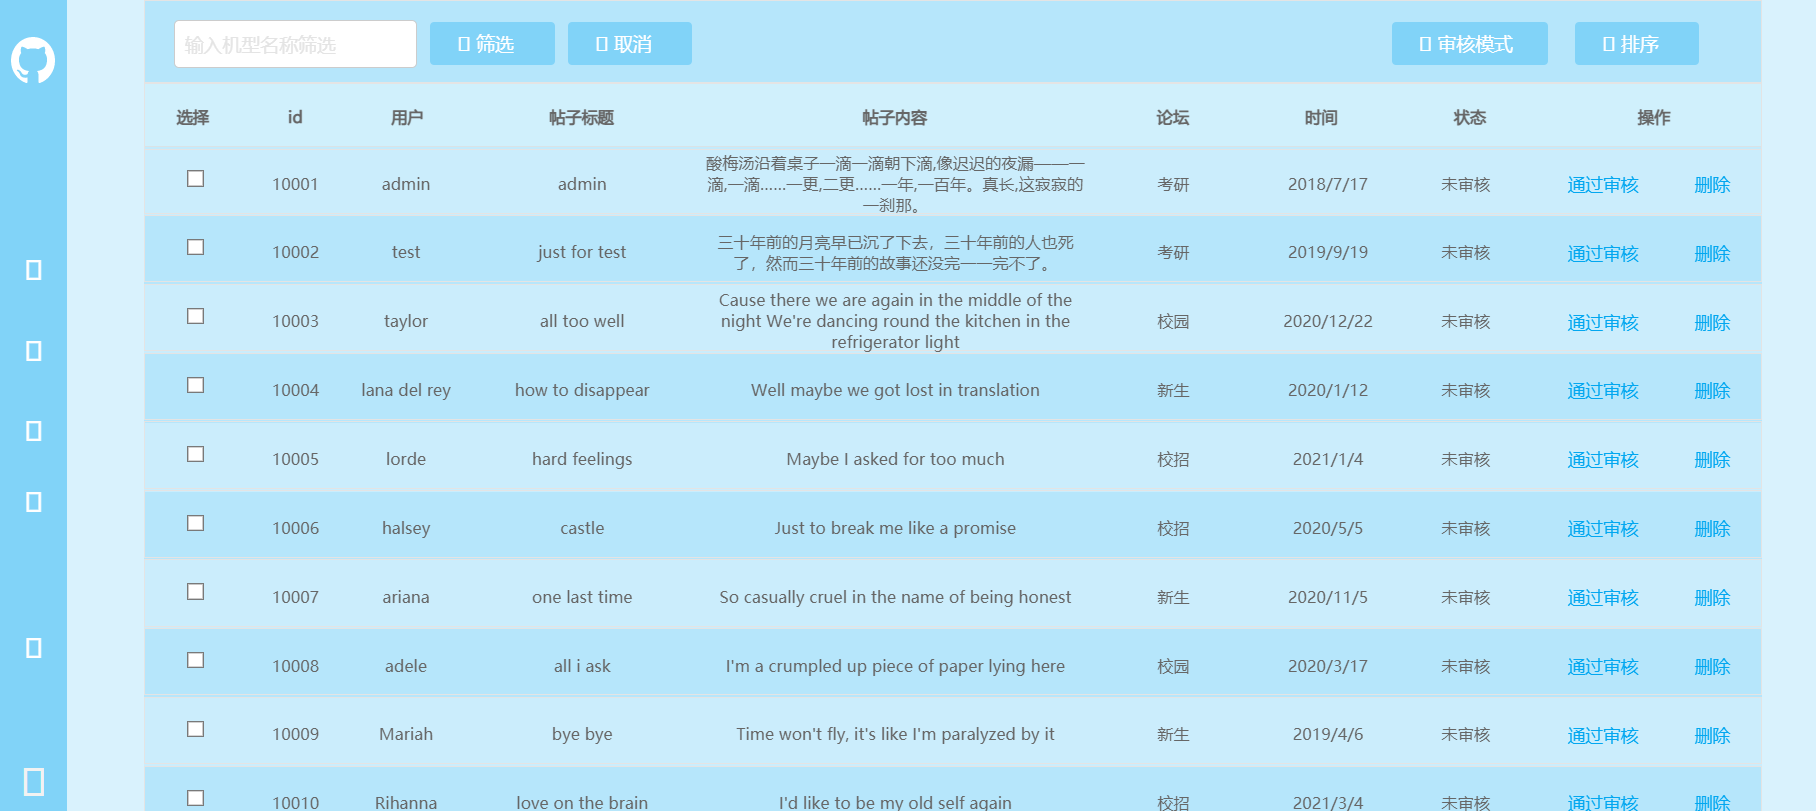 输入机型名称筛选 筛选 取消 审核模式 排序
选择 id 用户 帖子标题 帖子内容 论坛 时间 状态 操作
酸梅汤沿着桌子一滴一滴朝下滴,像迟迟的夜漏——一
10001 admin admin 滴,一滴……一更,二更……一年,一百年。真长,这寂寂的 考研 2018/7/17 未审核 通过审核 删除
一刹那。
三十年前的月亮早已沉了下去，三十年前的人也死
10002 test just for test 了，然而三十年前的故事还没完——完不了。 考研 2019/9/19 未审核 通过审核 删除
Cause there we are again in the middle of the
10003 taylor all too well night We're dancing round the kitchen in the 校园 2020/12/22 未审核 通过审核 删除
refrigerator light
10004 lana del rey how to disappear Well maybe we got lost in translation 新生 2020/1/12 未审核 通过审核 删除
10005 lorde hard feelings Maybe I asked for too much 校招 2021/1/4 未审核 通过审核 删除
10006 halsey castle Just to break me like a promise 校招 2020/5/5 未审核 通过审核 删除
10007 ariana one last time So casually cruel in the name of being honest 新生 2020/11/5 未审核 通过审核 删除
10008 adele all i ask I'm a crumpled up piece of paper lying here 校园 2020/3/17 未审核 通过审核 删除
10009 Mariah bye bye Time won't fly, it's like I'm paralyzed by it 新生 2019/4/6 未审核 通过审核 删除
10010 Rihanna love on the brain I'd like to be my old self again 校招 2021/3/4 未审核 通过审核 删除